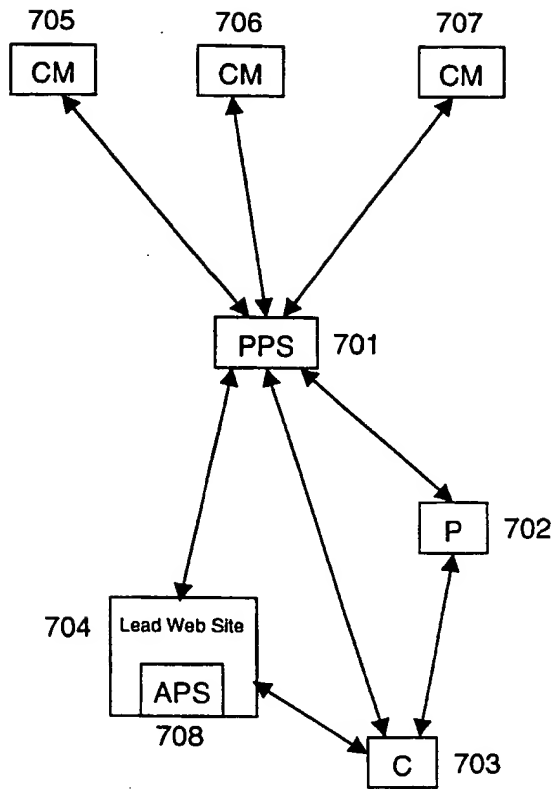 705
706
707
CM
CM
CM
PPS
701
P
702
704
Lead Web Site
APS
708
C
703